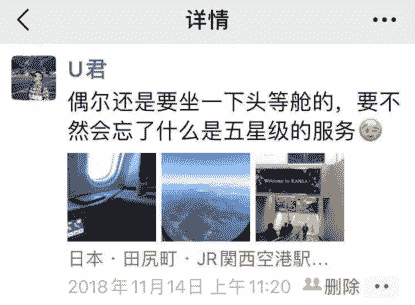 详情
U君
偶尔还是要坐一下头等舱的，要不
然会忘了什么是五星级的服务
日本·田尻町·JR関西空港駅...
2018年11月14日 上午11:20 删除